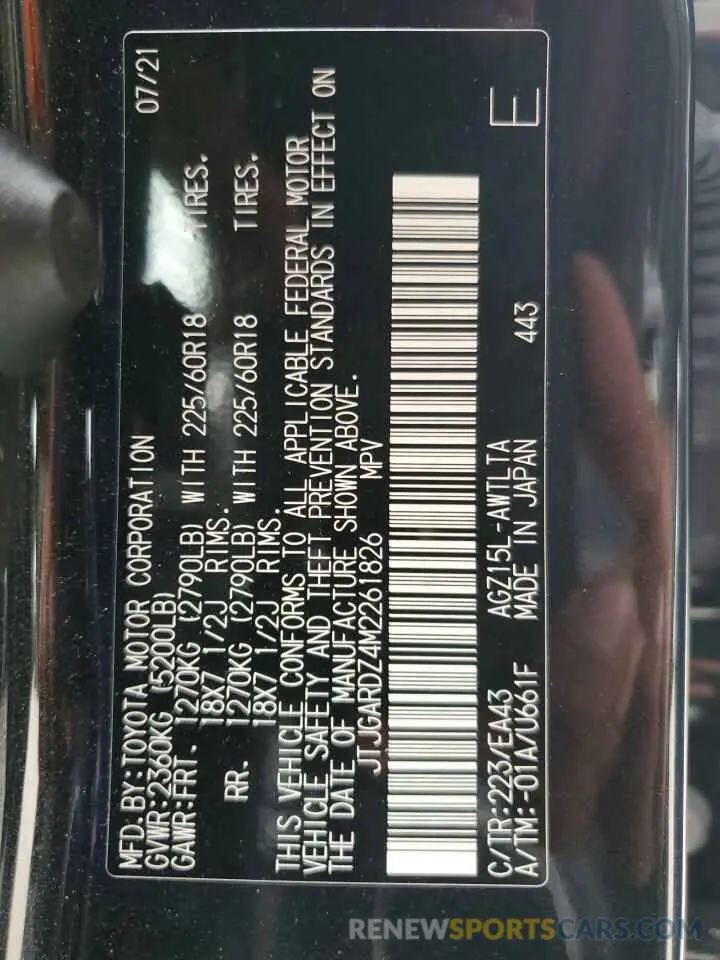 MFD. BY: TOYOTA MOTOR CORPORATION 07/21
GVWR: 2360KG (5200LB)
GAWR: FRT. 1270KG (2790LB) WITH 225/60R18 TIRES.
18X7 1/2J RIMS.
RR. 1270KG (2790LB) WITH 225/60R18 TIRES.
18X7 1/2J RIMS.
THIS VEHICLE CONFORMS TO ALL APPLICABLE FEDERAL MOTOR
VEHICLE SAFETY AND THEFT PREVENTION STANDARDS IN EFFECT ON
THE DATE OF MANUFACTURE SHOWN ABOVE.
JTJGARDZ4M2261826 MPV
C/TR: 223/EA43 AGZ15L-AWTLTA E
A/TM: -01A/U661F MADE IN JAPAN 443
RENEWSPORTSCARS.COM